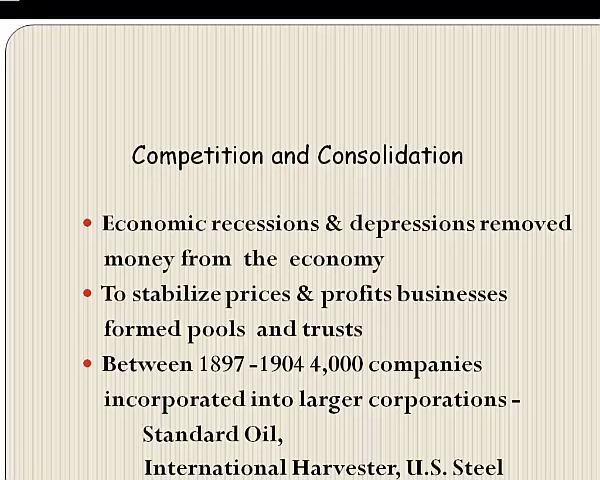 Competition and Consolidation
• Economic recessions & depressions removed
money from the economy
• To stabilize prices & profits businesses
formed pools and trusts
• Between 1897 -1904 4,000 companies
incorporated into larger corporations -
Standard Oil,
International Harvester, U.S. Steel